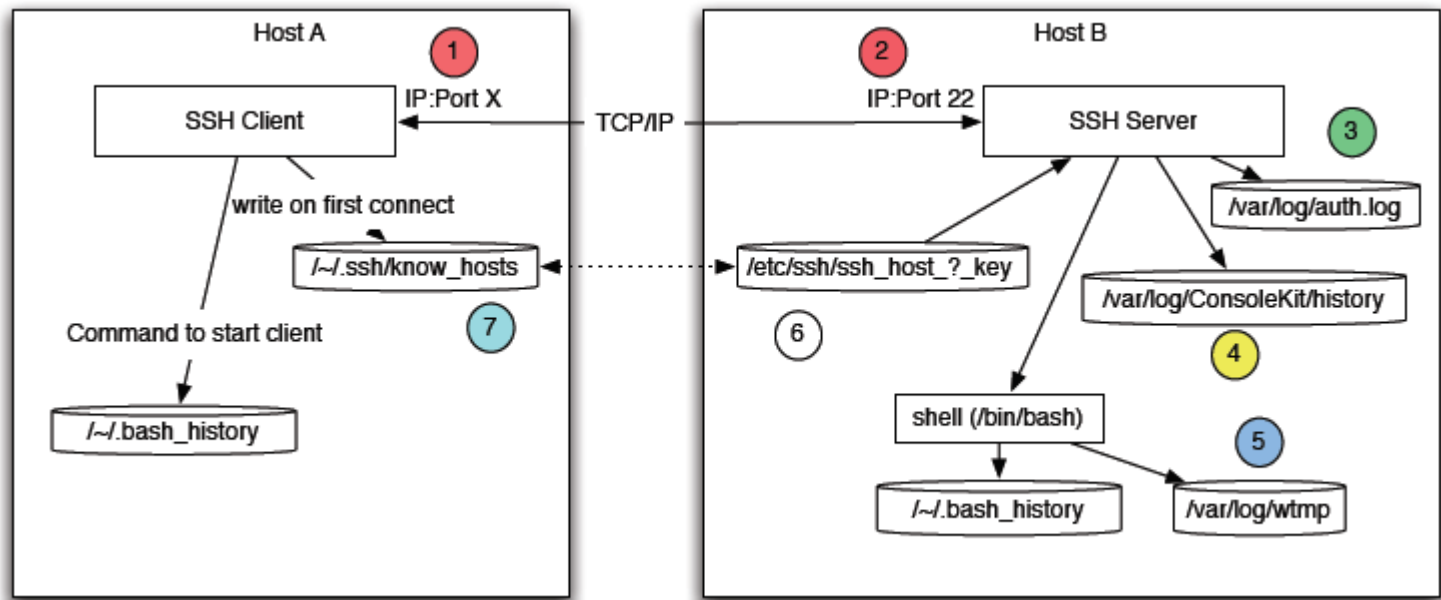 Host A
1
IP:Port X
SSH Client
write on first connect
/~/.ssh/know_hosts
7
Command to start client
/~/.bash_history
TCP/IP
Host B
2
IP:Port 22
SSH Server
3
/var/log/auth.log
/etc/ssh/ssh_host_?_key
6
/var/log/ConsoleKit/history
4
shell (/bin/bash)
5
/~/.bash_history
/var/log/wtmp